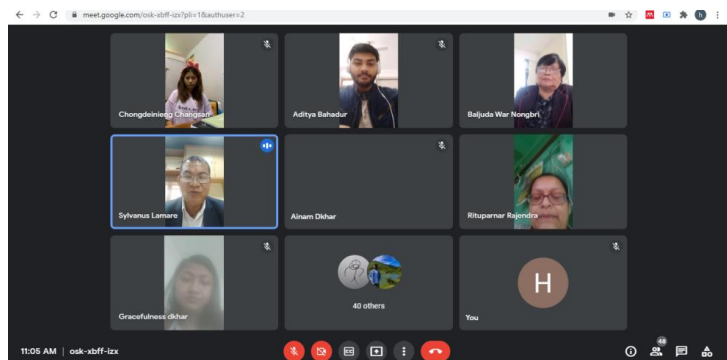 meet.google.com/osk-xbff-izx?pli=1&authuser=2
h
Chongdeinieng Changsan
Aditya Bahadur
Baljuda War Nongbri
Sylvanus Lamare
Ainam Dkhar
Rituparnar Rajendra
Gracefulness dkhar
40 others
H
You
11:05 AM | osk-xbff-izx
48